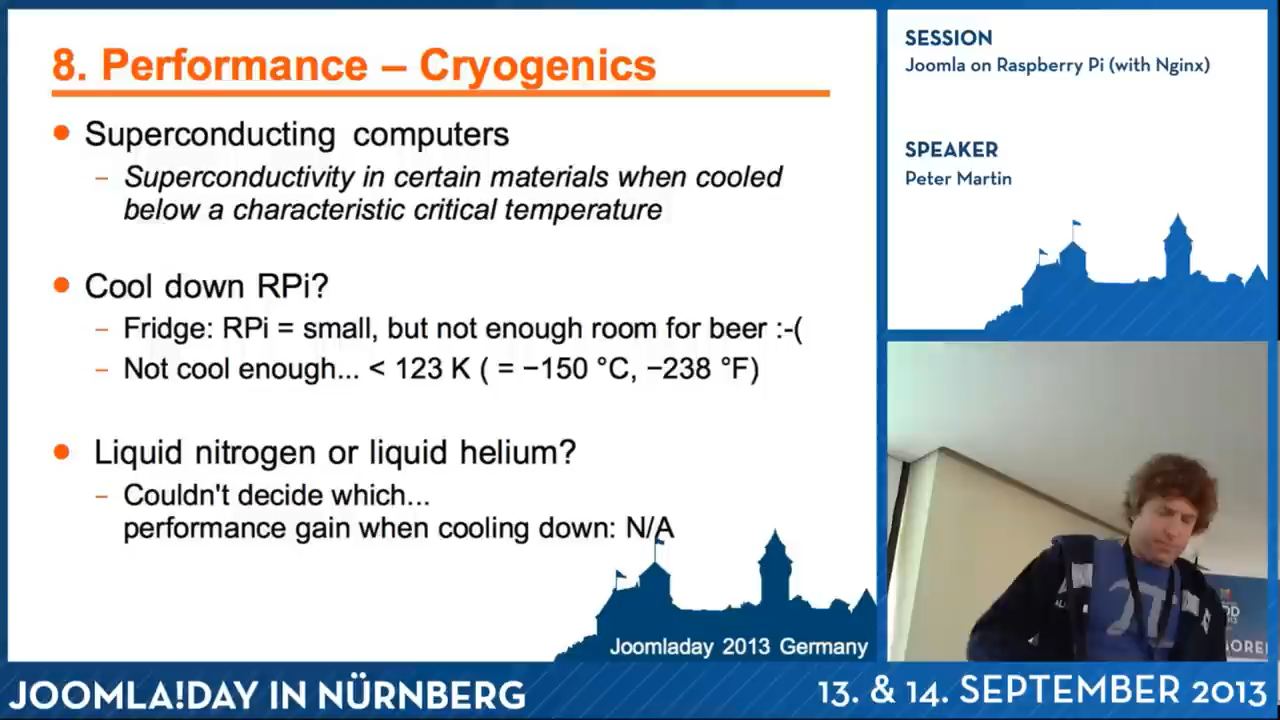 8. Performance – Cryogenics
Superconducting computers
– Superconductivity in certain materials when cooled
below a characteristic critical temperature
Cool down RPi?
– Fridge: RPi = small, but not enough room for beer :-(
– Not cool enough... < 123 K ( = −150 °C, −238 °F)
Liquid nitrogen or liquid helium?
– Couldn't decide which...
performance gain when cooling down: N/A
Joomladay 2013 Germany
SESSION
Joomla on Raspberry Pi (with Nginx)
SPEAKER
Peter Martin
π
JOOMLA!DAY IN NÜRNBERG
13. & 14. SEPTEMBER 2013